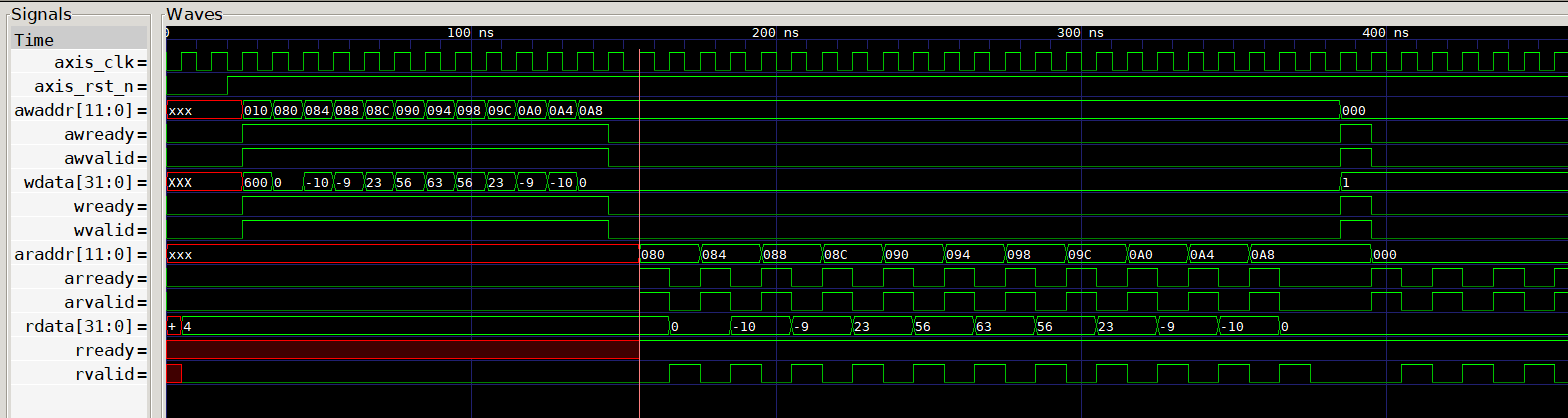 Signals Waves
Time 0 100 ns 200 ns 300 ns 400 ns
axis_clk=
axis_rst_n=
awaddr[11:0]= xxx 010 080 084 088 08C 090 094 098 09C 0A0 0A4 0A8 000
awready=
awvalid=
wdata[31:0]= XXX 600 0 -10 -9 23 56 63 56 23 -9 -10 0 1
wready=
wvalid=
araddr[11:0]= xxx 080 084 088 08C 090 094 098 09C 0A0 0A4 0A8 000
arready=
arvalid=
rdata[31:0]= + 4 0 -10 -9 23 56 63 56 23 -9 -10 0
rready=
rvalid=